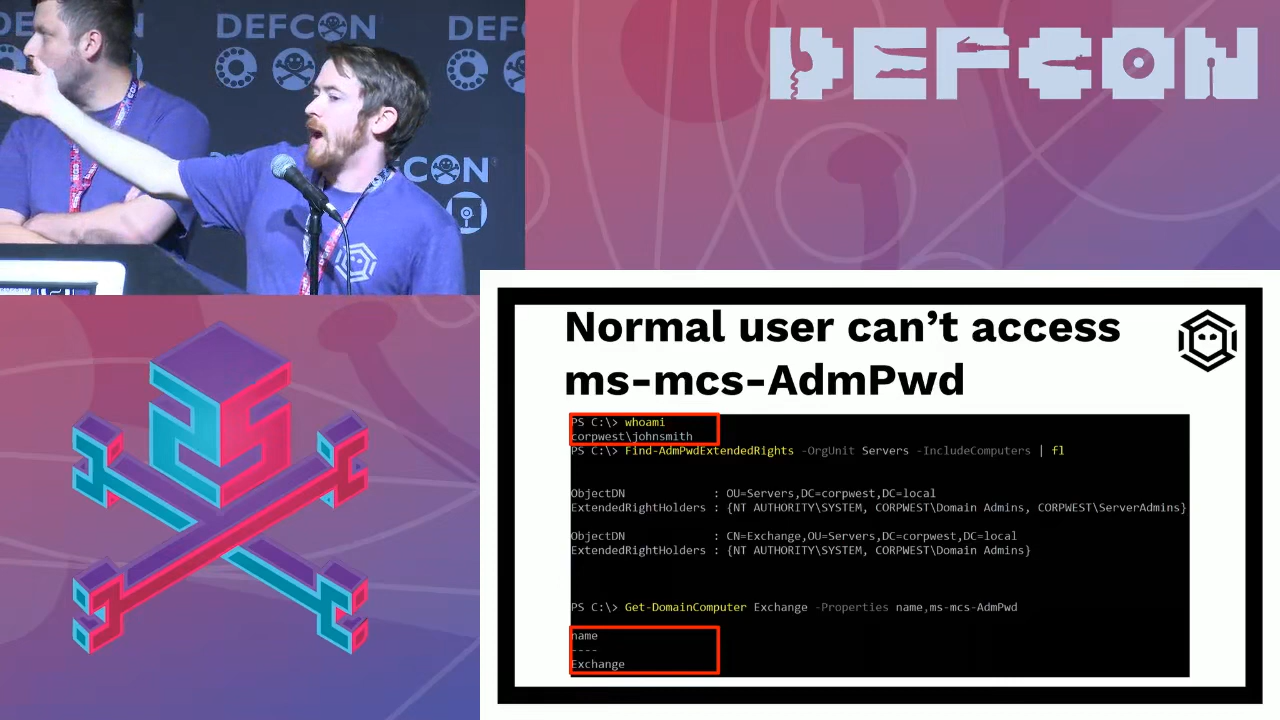 DEFCON
DEFCON
DEFCON
Normal user can't access
ms-mcs-AdmPwd
PS C:\> whoami
corpwest\johnsmith
PS C:\> Find-AdmPwdExtendedRights -OrgUnit Servers -IncludeComputers | fl
ObjectDN : OU=Servers,DC=corpwest,DC=local
ExtendedRightHolders : {NT AUTHORITY\SYSTEM, CORPWEST\Domain Admins, CORPWEST\ServerAdmins}
ObjectDN : CN=Exchange,OU=Servers,DC=corpwest,DC=local
ExtendedRightHolders : {NT AUTHORITY\SYSTEM, CORPWEST\Domain Admins}
PS C:\> Get-DomainComputer Exchange -Properties name,ms-mcs-AdmPwd
name
----
Exchange